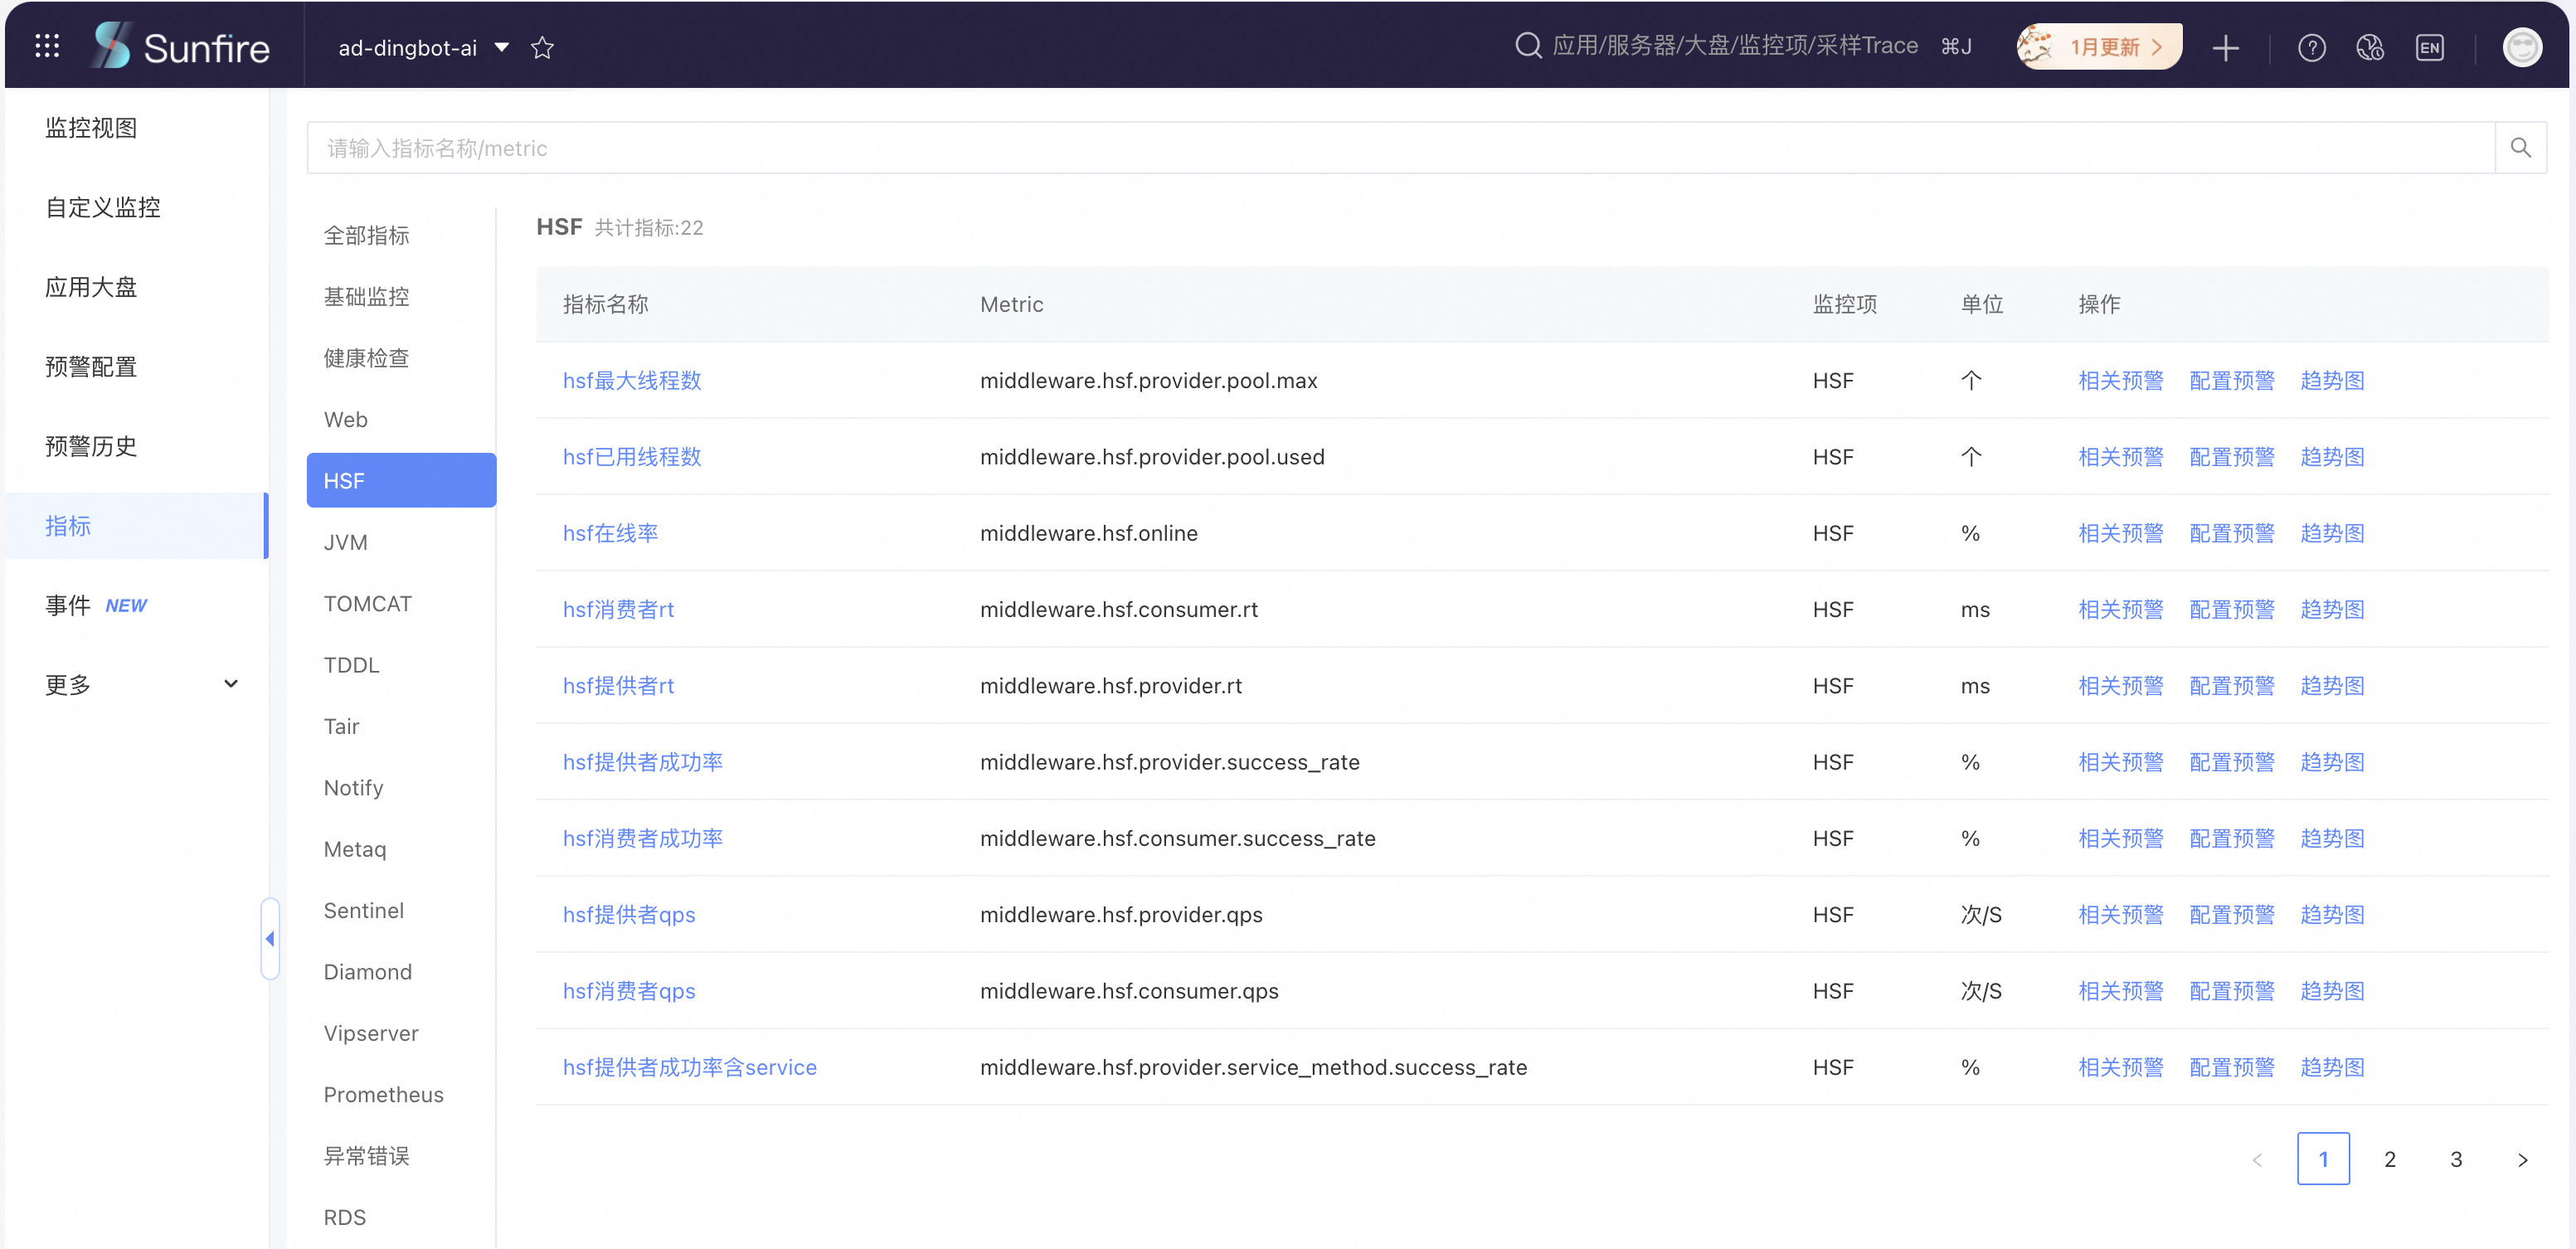 Sunfire ad-dingbot-ai 应用/服务器/大盘/监控项/采样Trace ⌘J 1月更新 EN
监控视图
自定义监控
应用大盘
预警配置
预警历史
指标
事件 NEW
更多
请输入指标名称/metric
全部指标
基础监控
健康检查
Web
HSF
JVM
TOMCAT
TDDL
Tair
Notify
Metaq
Sentinel
Diamond
Vipserver
Prometheus
异常错误
RDS
HSF 共计指标:22
指标名称 Metric 监控项 单位 操作
hsf最大线程数 middleware.hsf.provider.pool.max HSF 个 相关预警 配置预警 趋势图
hsf已用线程数 middleware.hsf.provider.pool.used HSF 个 相关预警 配置预警 趋势图
hsf在线率 middleware.hsf.online HSF % 相关预警 配置预警 趋势图
hsf消费者rt middleware.hsf.consumer.rt HSF ms 相关预警 配置预警 趋势图
hsf提供者rt middleware.hsf.provider.rt HSF ms 相关预警 配置预警 趋势图
hsf提供者成功率 middleware.hsf.provider.success_rate HSF % 相关预警 配置预警 趋势图
hsf消费者成功率 middleware.hsf.consumer.success_rate HSF % 相关预警 配置预警 趋势图
hsf提供者qps middleware.hsf.provider.qps HSF 次/S 相关预警 配置预警 趋势图
hsf消费者qps middleware.hsf.consumer.qps HSF 次/S 相关预警 配置预警 趋势图
hsf提供者成功率含service middleware.hsf.provider.service_method.success_rate HSF % 相关预警 配置预警 趋势图
1 2 3